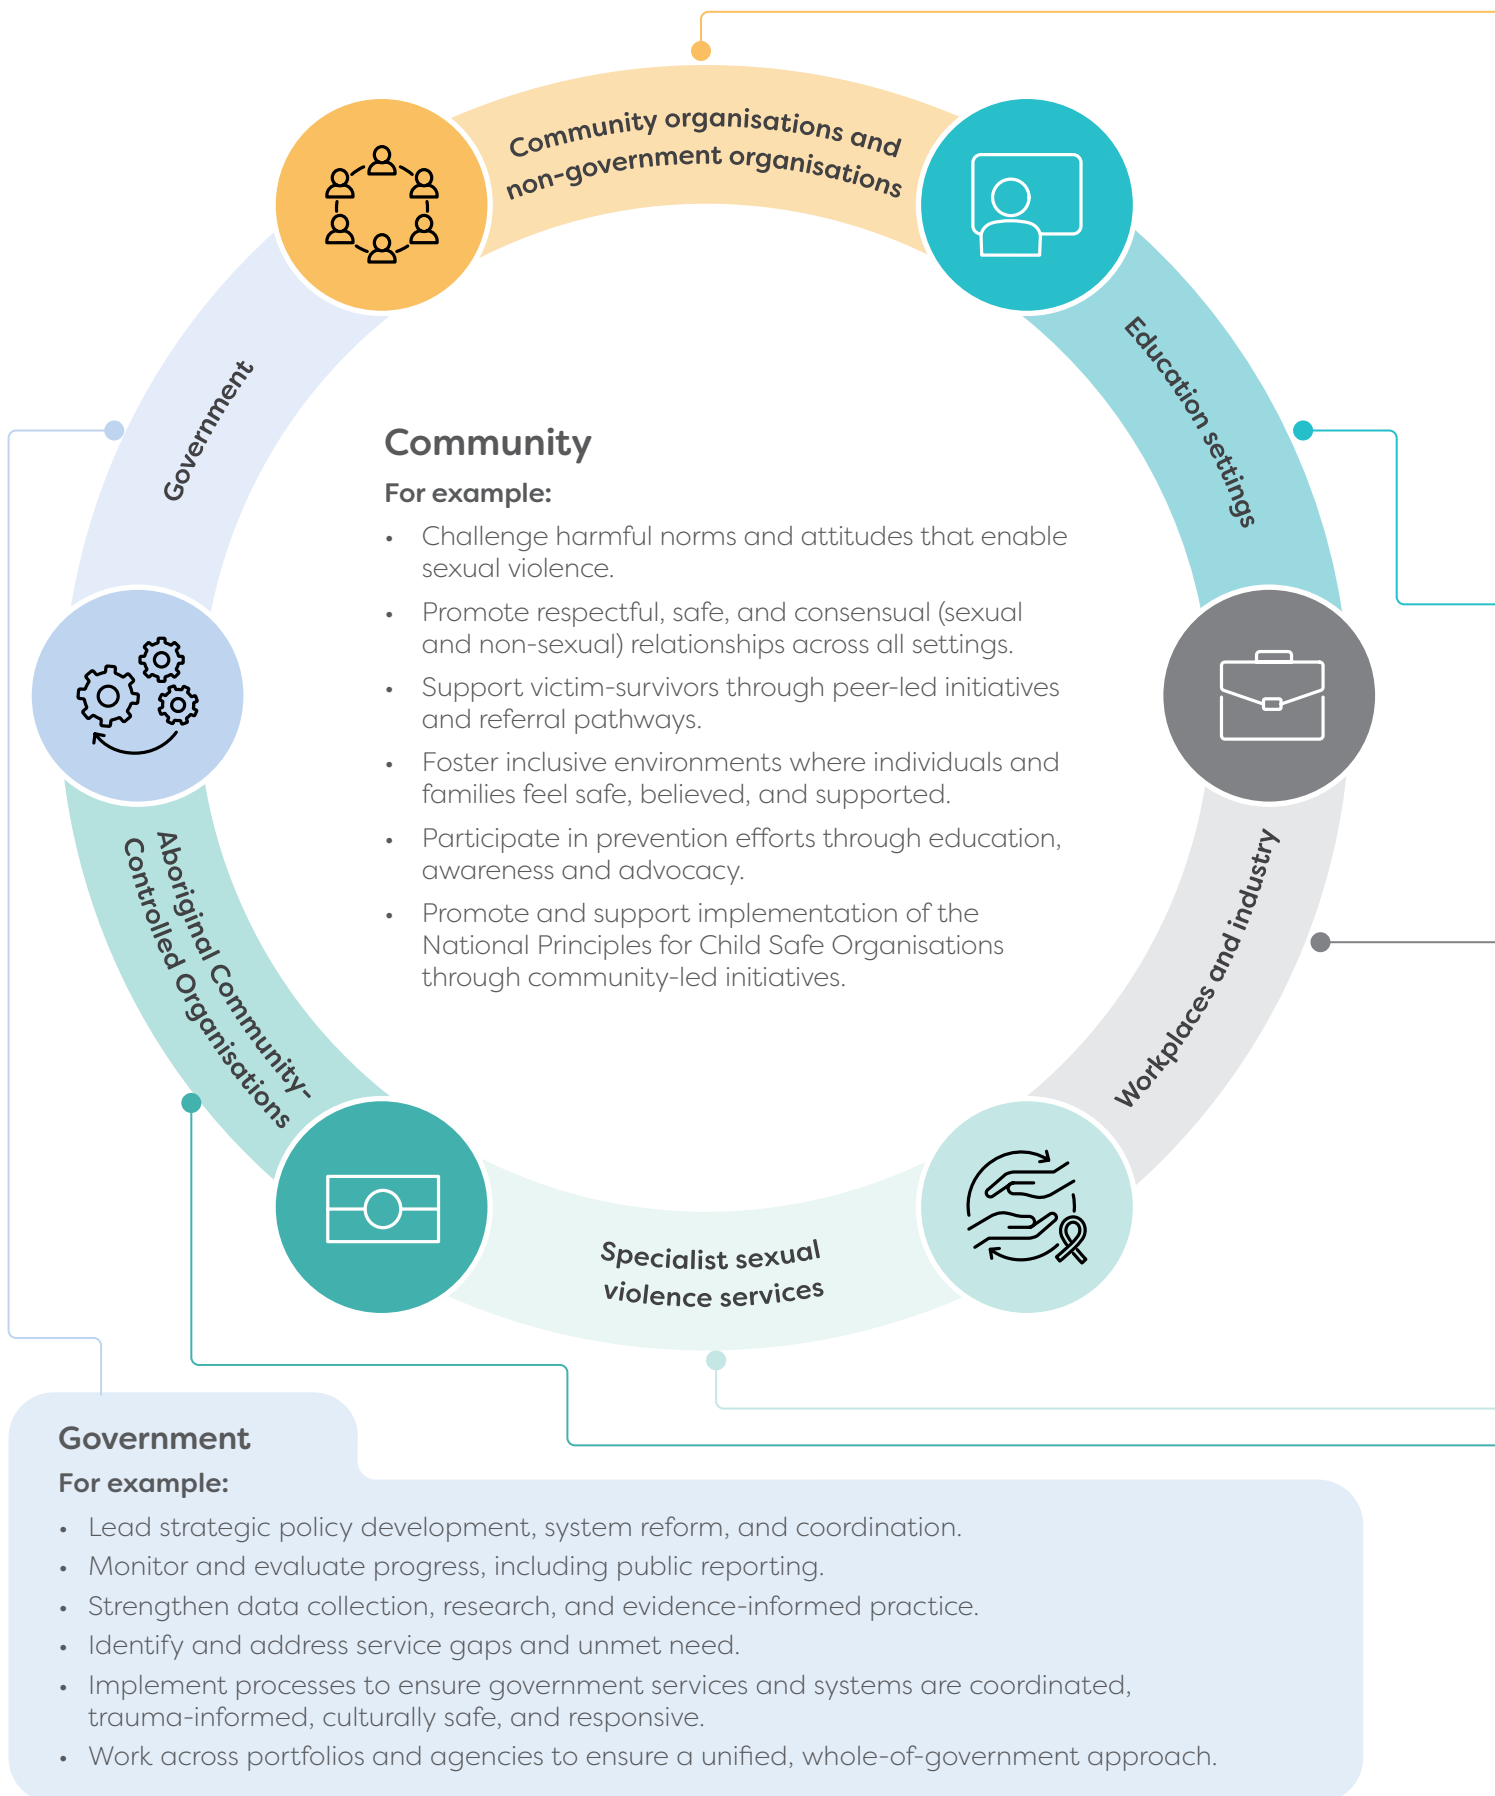 Community organisations and
non-government organisations
Education settings
Government
Community
For example:
• Challenge harmful norms and attitudes that enable
sexual violence.
• Promote respectful, safe, and consensual (sexual
and non-sexual) relationships across all settings.
• Support victim-survivors through peer-led initiatives
and referral pathways.
• Foster inclusive environments where individuals and
families feel safe, believed, and supported.
• Participate in prevention efforts through education,
awareness and advocacy.
• Promote and support implementation of the
National Principles for Child Safe Organisations
through community-led initiatives.
Aboriginal Community-
Controlled Organisations
Workplaces and industry
Specialist sexual
violence services
Government
For example:
• Lead strategic policy development, system reform, and coordination.
• Monitor and evaluate progress, including public reporting.
• Strengthen data collection, research, and evidence-informed practice.
• Identify and address service gaps and unmet need.
• Implement processes to ensure government services and systems are coordinated,
trauma-informed, culturally safe, and responsive.
• Work across portfolios and agencies to ensure a unified, whole-of-government approach.